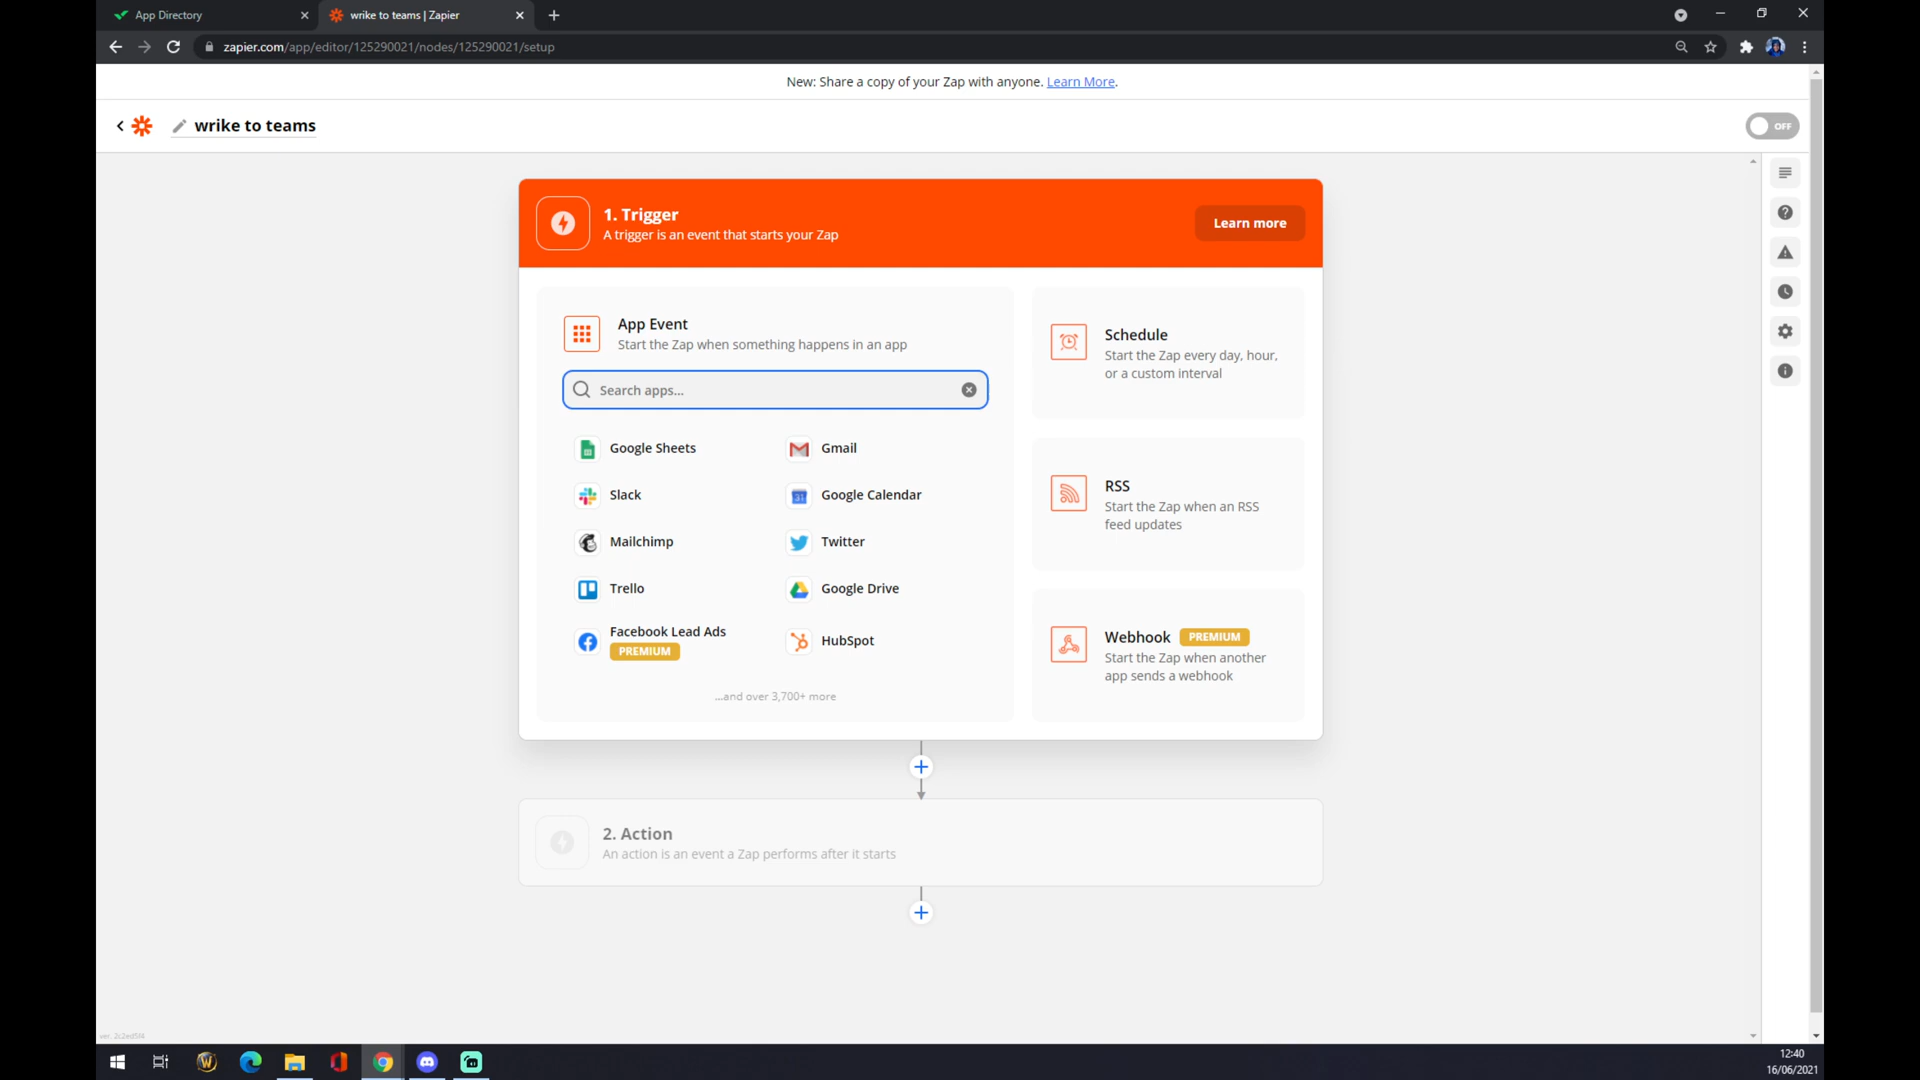 App Directory
wrike to teams | Zapier
zapier.com/app/editor/125290021/nodes/125290021/setup
New: Share a copy of your Zap with anyone. Learn More.
wrike to teams
OFF
1. Trigger
A trigger is an event that starts your Zap
Learn more
App Event
Start the Zap when something happens in an app
Search apps...
Google Sheets
Gmail
Slack
Google Calendar
31
Mailchimp
Twitter
Trello
Google Drive
Facebook Lead Ads
PREMIUM
HubSpot
...and over 3,700+ more
Schedule
Start the Zap every day, hour,
or a custom interval
RSS
Start the Zap when an RSS
feed updates
Webhook PREMIUM
Start the Zap when another
app sends a webhook
2. Action
An action is an event a Zap performs after it starts
ver. 2c2ed5f4
12:40
16/06/2021